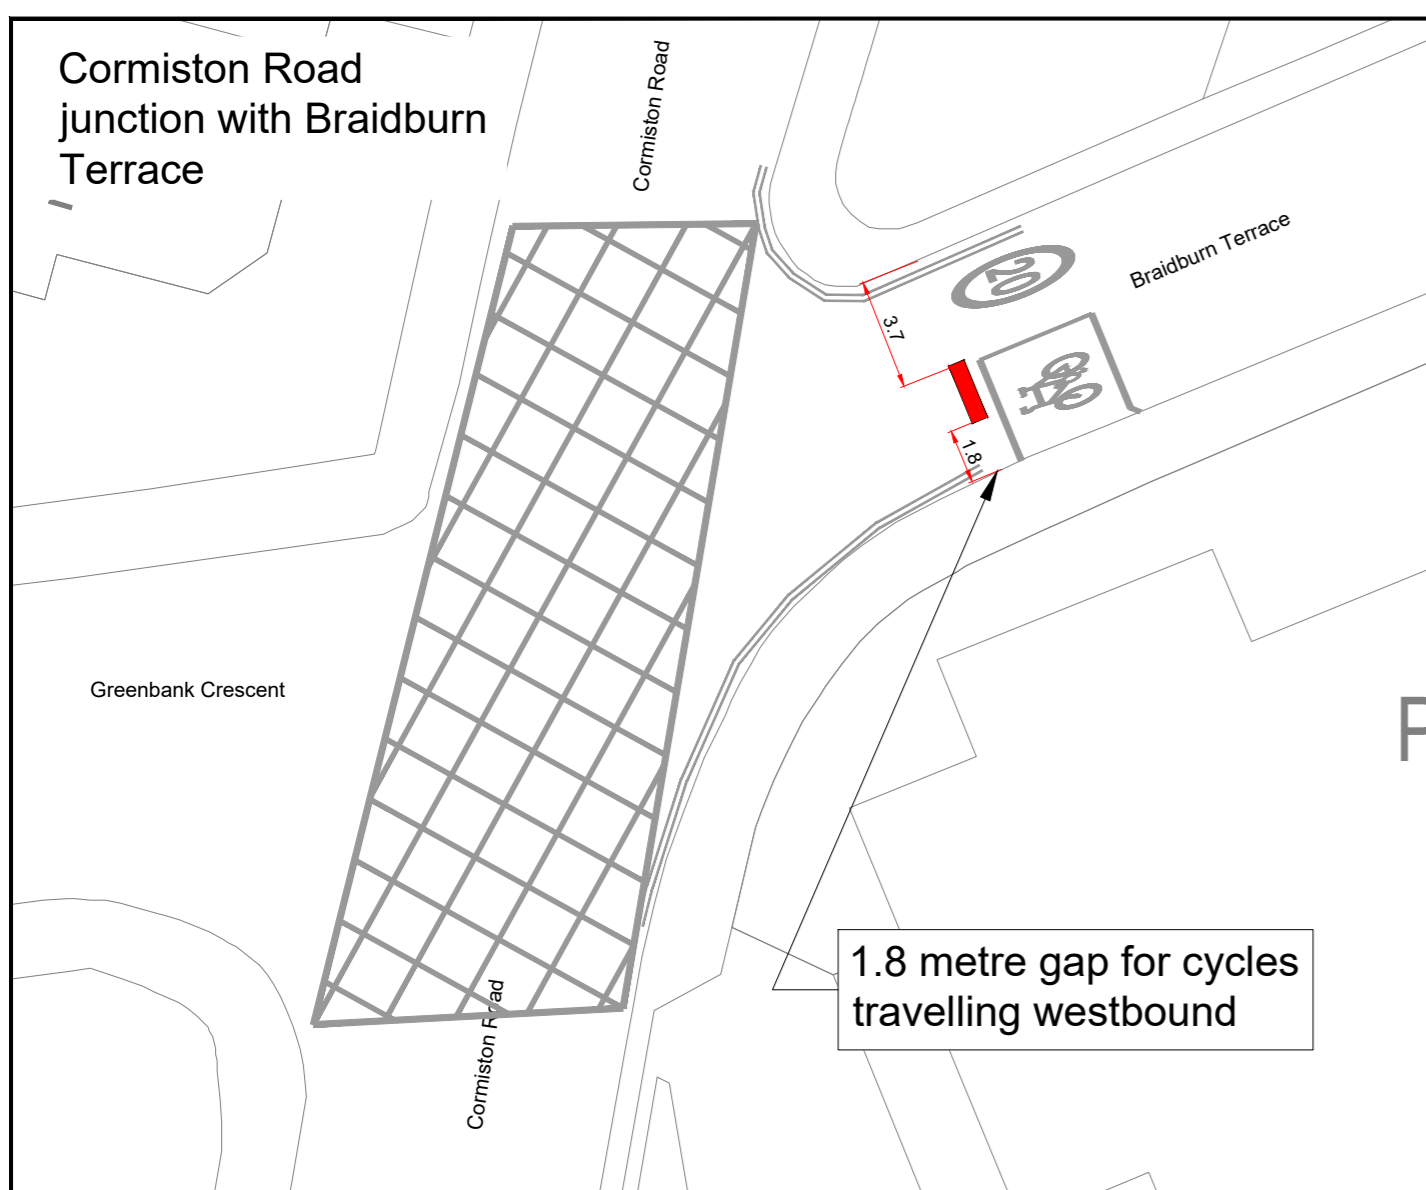 Cormiston Road
junction with Braidburn
Terrace
Cormiston Road
Braidburn Terrace
20
3.7
1.8
Greenbank Crescent
P
1.8 metre gap for cycles
travelling westbound
Cormiston Road